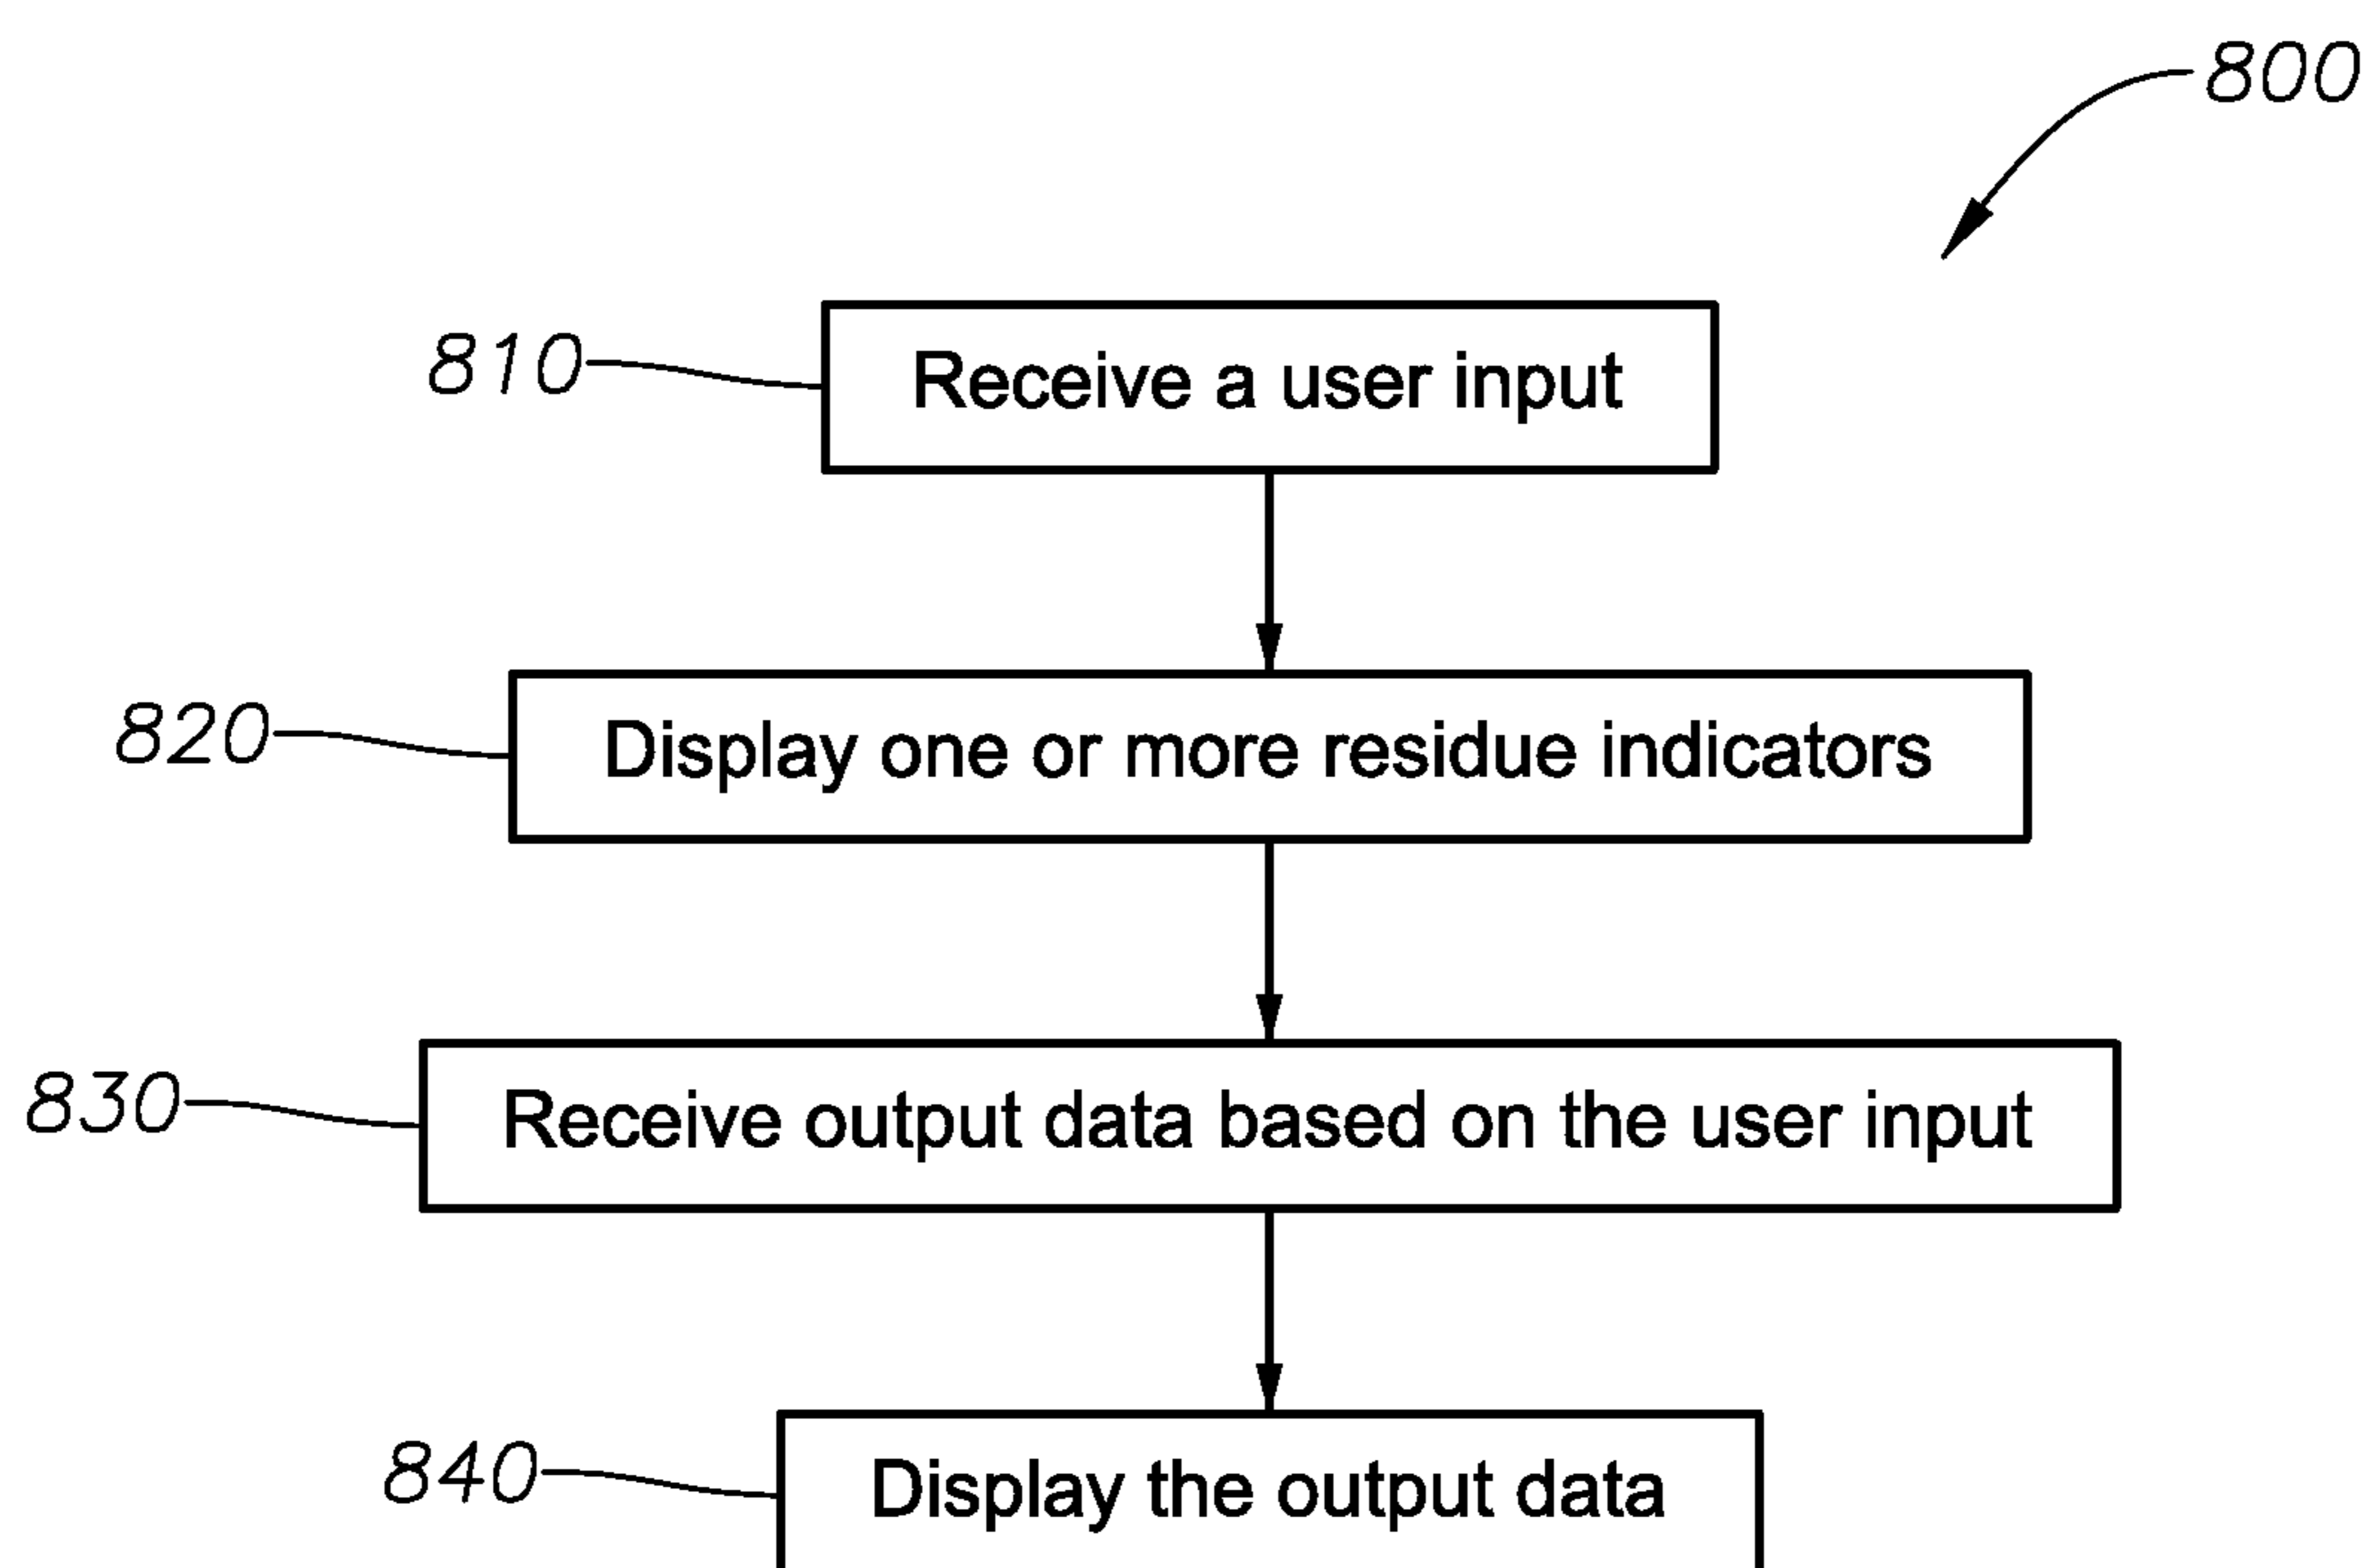 800
810
Receive a user input
820
Display one or more residue indicators
830
Receive output data based on the user input
840
Display the output data